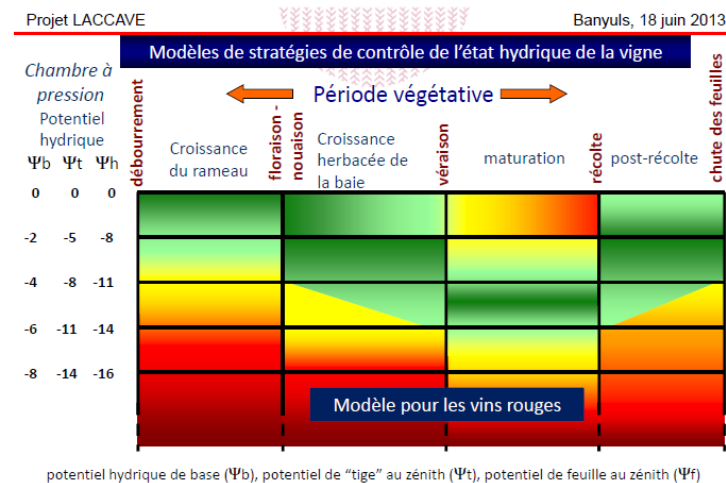 Projet LACCAVE
Banyuls, 18 juin 2013
Modèles de stratégies de contrôle de l'état hydrique de la vigne
Chambre à
pression
Potentiel
hydrique
Ψb Ψt Ψh
Période végétative
débourrement
Croissance
du rameau
floraison -
nouaison
Croissance
herbacée de
la baie
véraison
maturation
récolte
post-récolte
chute des feuilles
0 0 0
-2 -5 -8
-4 -8 -11
-6 -11 -14
-8 -14 -16
Modèle pour les vins rouges
potentiel hydrique de base (Ψb), potentiel de "tige" au zénith (Ψt), potentiel de feuille au zénith (Ψf)